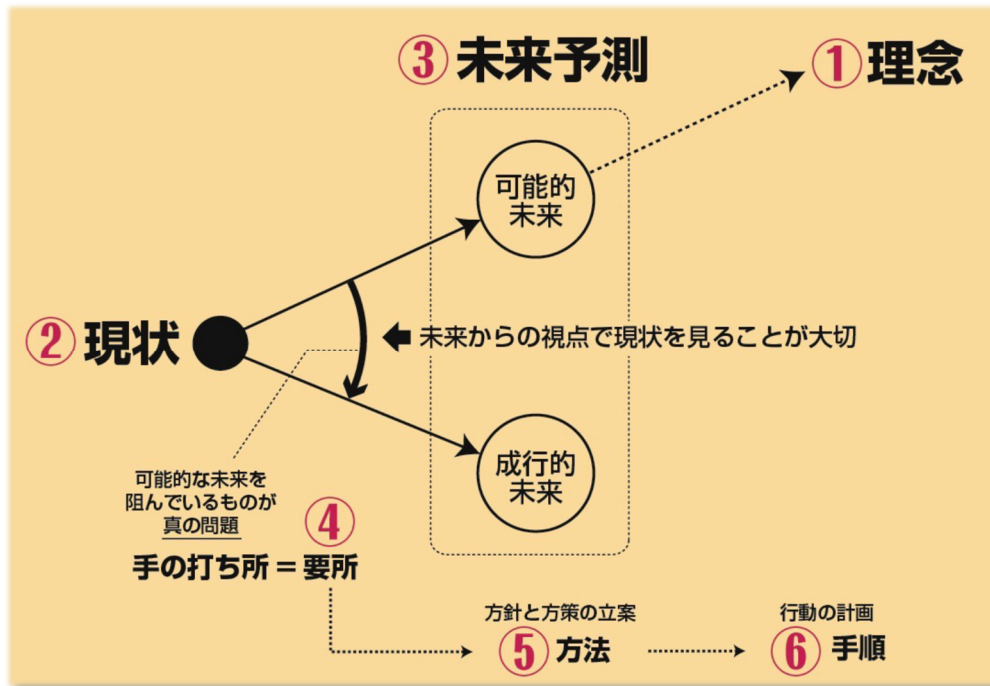 ③ 未来予測
① 理念
可能的
未来
② 現状
未来からの視点で現状を見ることが大切
成行的
未来
可能的な未来を
阻んでいるものが
真の問題
④
手の打ち所 = 要所
方針と方策の立案
⑤ 方法
行動の計画
⑥ 手順